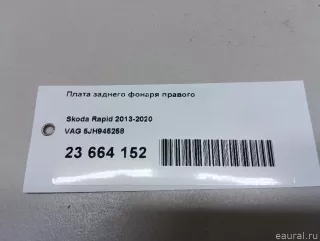 Плата заднего фонаря правого
Skoda Rapid 2013-2020
VAG 5JH945258
23 664 152
eaural.ru